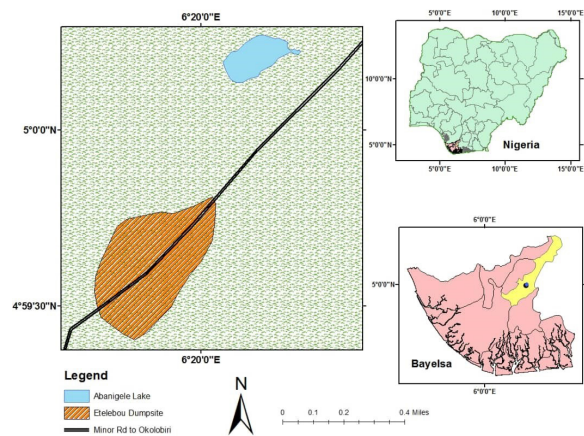 6°20'0"E
5°0'0"N
4°59'30"N
6°20'0"E
5°0'0"E 10°0'0"E 15°0'0"E
10°0'0"N
5°0'0"N
Nigeria
5°0'0"E 10°0'0"E 15°0'0"E
6°0'0"E
5°0'0"N
Bayelsa
6°0'0"E
Legend
Abanigele Lake
Etelebou Dumpsite
Minor Rd to Okolobiri
N
0 0.1 0.2 0.4 Miles